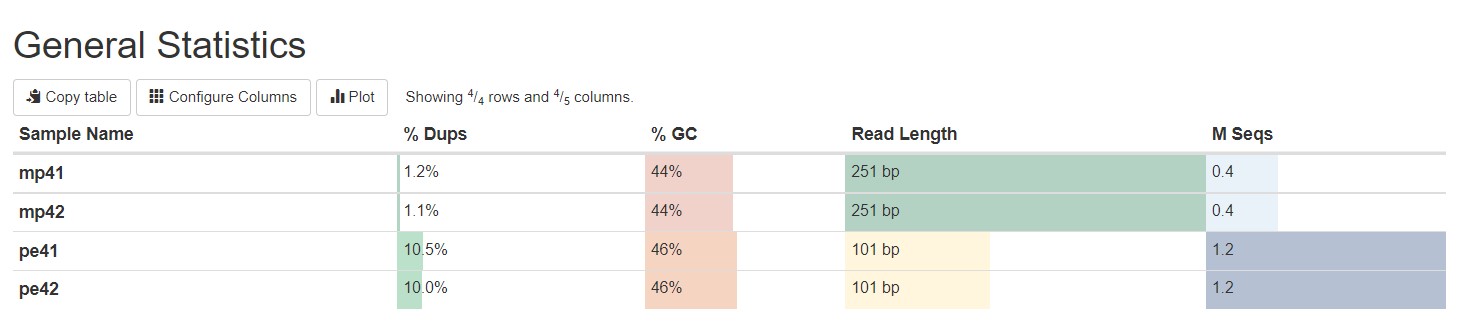 General Statistics
Copy table Configure Columns Plot Showing 4/4 rows and 4/5 columns.
Sample Name % Dups % GC Read Length M Seqs
mp41 1.2% 44% 251 bp 0.4
mp42 1.1% 44% 251 bp 0.4
pe41 10.5% 46% 101 bp 1.2
pe42 10.0% 46% 101 bp 1.2